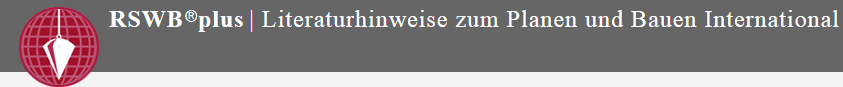 RSWB®plus | Literaturhinweise zum Planen und Bauen International